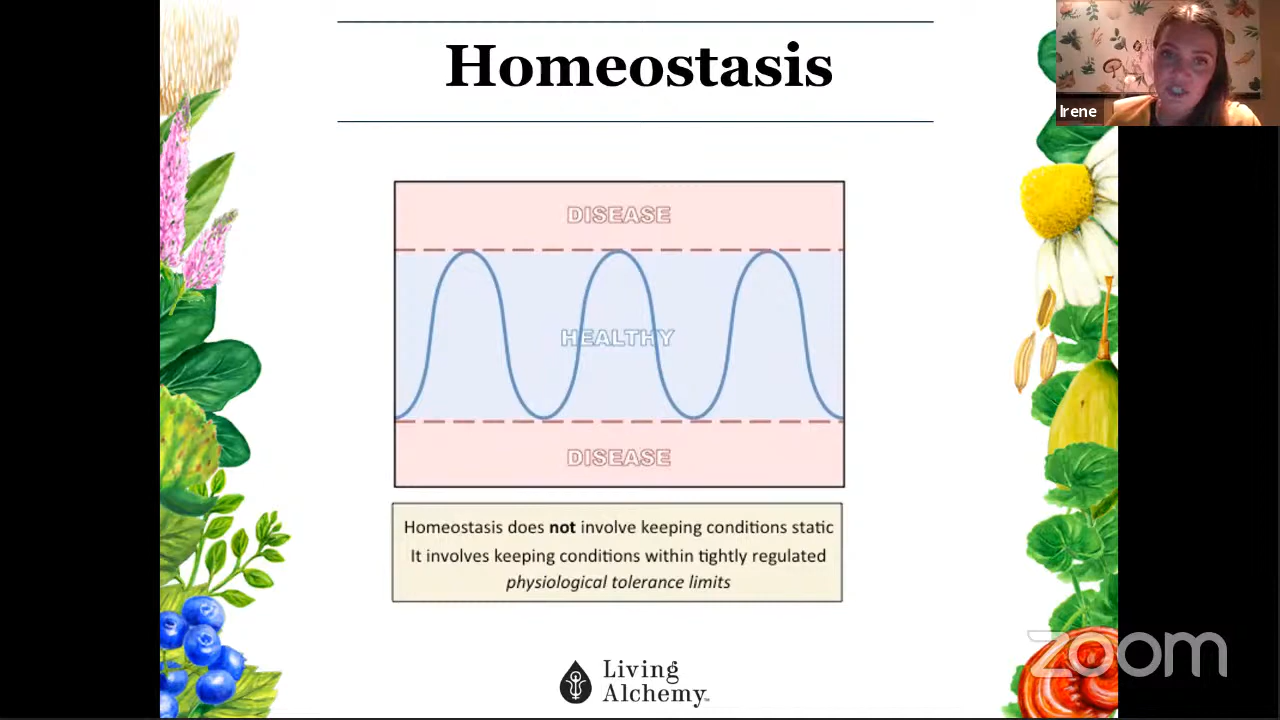 Homeostasis
Irene
DISEASE
HEALTHY
DISEASE
Homeostasis does not involve keeping conditions static
It involves keeping conditions within tightly regulated
physiological tolerance limits
Living
Alchemy™
zoom